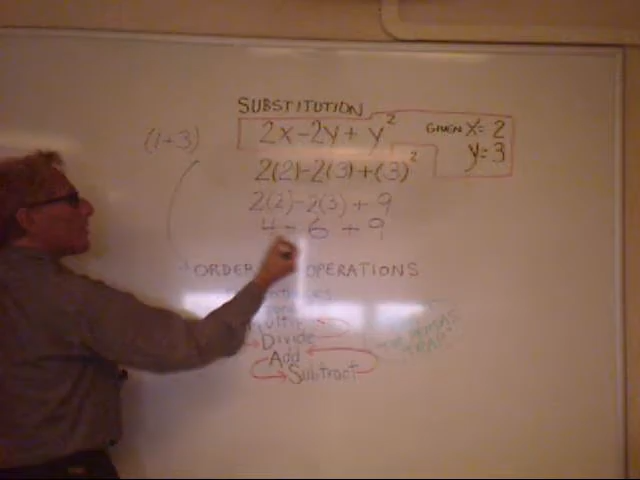 SUBSTITUTION
2x-2y+y² GIVEN x=2
y=3
(1+3)
2(2)-2(3)+(3)²
2(2)-2(3)+9
4-6+9
ORDER OPERATIONS
Divide
Add
Subtract